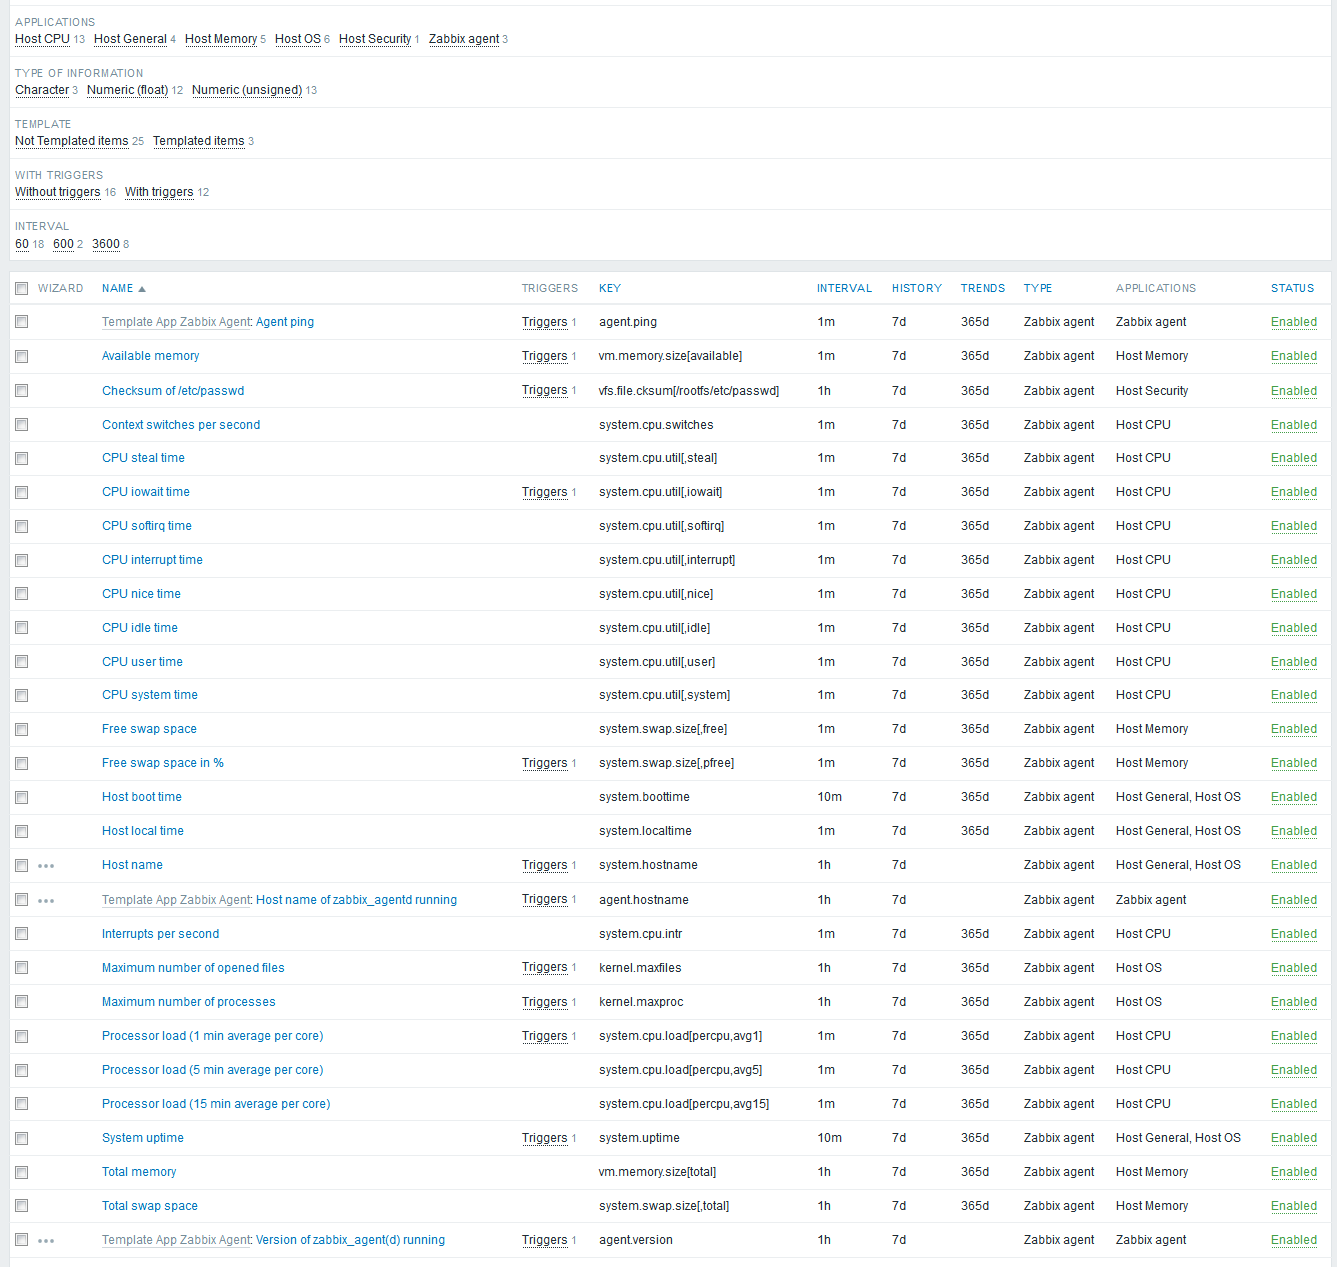 APPLICATIONS
Host CPU 13 Host General 4 Host Memory 5 Host OS 6 Host Security 1 Zabbix agent 3
TYPE OF INFORMATION
Character 3 Numeric (float) 12 Numeric (unsigned) 13
TEMPLATE
Not Templated items 25 Templated items 3
WITH TRIGGERS
Without triggers 16 With triggers 12
INTERVAL
60 18 600 2 3600 8
WIZARD NAME ▲ TRIGGERS KEY INTERVAL HISTORY TRENDS TYPE APPLICATIONS STATUS
Template App Zabbix Agent: Agent ping Triggers 1 agent.ping 1m 7d 365d Zabbix agent Zabbix agent Enabled
Available memory Triggers 1 vm.memory.size[available] 1m 7d 365d Zabbix agent Host Memory Enabled
Checksum of /etc/passwd Triggers 1 vfs.file.cksum[/rootfs/etc/passwd] 1h 7d 365d Zabbix agent Host Security Enabled
Context switches per second system.cpu.switches 1m 7d 365d Zabbix agent Host CPU Enabled
CPU steal time system.cpu.util[,steal] 1m 7d 365d Zabbix agent Host CPU Enabled
CPU iowait time Triggers 1 system.cpu.util[,iowait] 1m 7d 365d Zabbix agent Host CPU Enabled
CPU softirq time system.cpu.util[,softirq] 1m 7d 365d Zabbix agent Host CPU Enabled
CPU interrupt time system.cpu.util[,interrupt] 1m 7d 365d Zabbix agent Host CPU Enabled
CPU nice time system.cpu.util[,nice] 1m 7d 365d Zabbix agent Host CPU Enabled
CPU idle time system.cpu.util[,idle] 1m 7d 365d Zabbix agent Host CPU Enabled
CPU user time system.cpu.util[,user] 1m 7d 365d Zabbix agent Host CPU Enabled
CPU system time system.cpu.util[,system] 1m 7d 365d Zabbix agent Host CPU Enabled
Free swap space system.swap.size[,free] 1m 7d 365d Zabbix agent Host Memory Enabled
Free swap space in % Triggers 1 system.swap.size[,pfree] 1m 7d 365d Zabbix agent Host Memory Enabled
Host boot time system.boottime 10m 7d 365d Zabbix agent Host General, Host OS Enabled
Host local time system.localtime 1m 7d 365d Zabbix agent Host General, Host OS Enabled
••• Host name Triggers 1 system.hostname 1h 7d Zabbix agent Host General, Host OS Enabled
••• Template App Zabbix Agent: Host name of zabbix_agentd running Triggers 1 agent.hostname 1h 7d Zabbix agent Zabbix agent Enabled
Interrupts per second system.cpu.intr 1m 7d 365d Zabbix agent Host CPU Enabled
Maximum number of opened files Triggers 1 kernel.maxfiles 1h 7d 365d Zabbix agent Host OS Enabled
Maximum number of processes Triggers 1 kernel.maxproc 1h 7d 365d Zabbix agent Host OS Enabled
Processor load (1 min average per core) Triggers 1 system.cpu.load[percpu,avg1] 1m 7d 365d Zabbix agent Host CPU Enabled
Processor load (5 min average per core) system.cpu.load[percpu,avg5] 1m 7d 365d Zabbix agent Host CPU Enabled
Processor load (15 min average per core) system.cpu.load[percpu,avg15] 1m 7d 365d Zabbix agent Host CPU Enabled
System uptime Triggers 1 system.uptime 10m 7d 365d Zabbix agent Host General, Host OS Enabled
Total memory vm.memory.size[total] 1h 7d 365d Zabbix agent Host Memory Enabled
Total swap space system.swap.size[,total] 1h 7d 365d Zabbix agent Host Memory Enabled
••• Template App Zabbix Agent: Version of zabbix_agent(d) running Triggers 1 agent.version 1h 7d Zabbix agent Zabbix agent Enabled